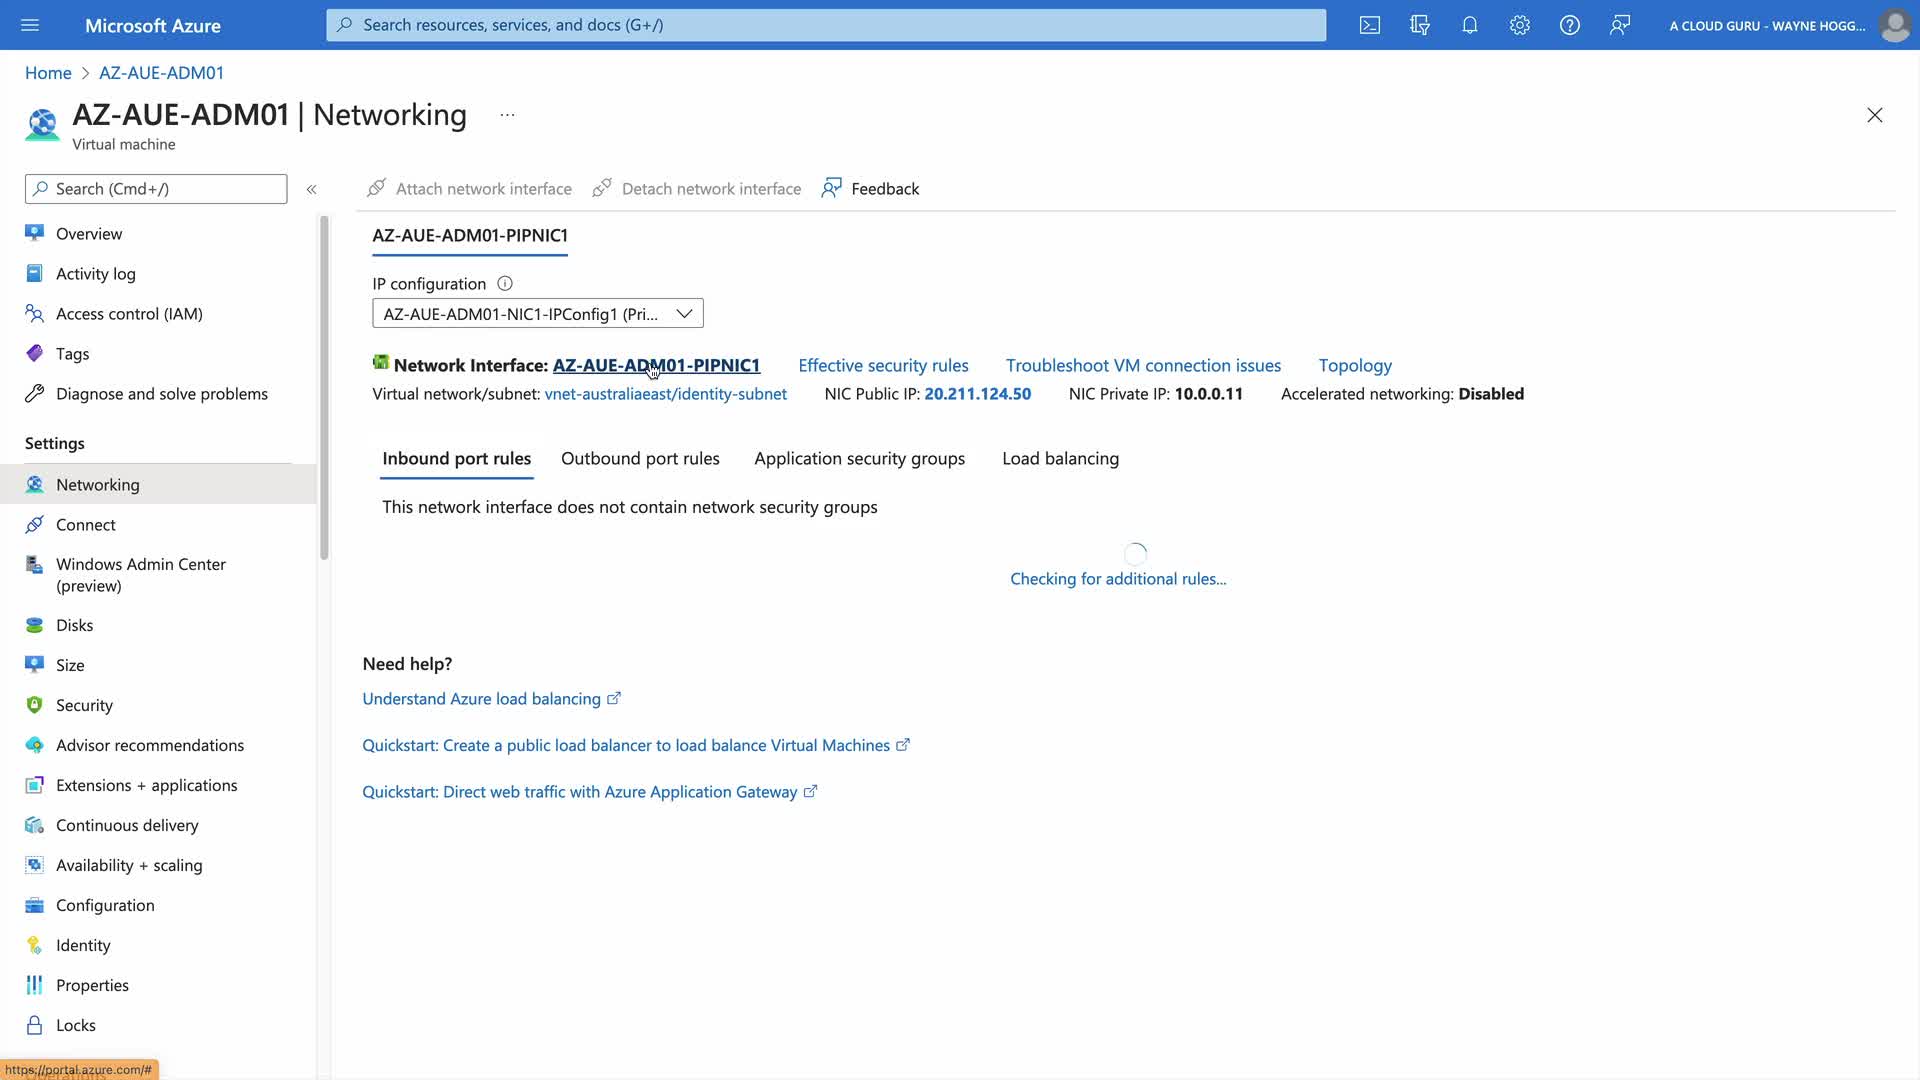 Microsoft Azure
Search resources, services, and docs (G+/)
A CLOUD GURU - WAYNE HOGG...
Home > AZ-AUE-ADM01
AZ-AUE-ADM01 | Networking ...
Virtual machine
Search (Cmd+/)
«
Attach network interface
Detach network interface
Feedback
Overview
Activity log
Access control (IAM)
Tags
Diagnose and solve problems
Settings
Networking
Connect
Windows Admin Center
(preview)
Disks
Size
Security
Advisor recommendations
Extensions + applications
Continuous delivery
Availability + scaling
Configuration
Identity
Properties
Locks
Operations
https://portal.azure.com/#
AZ-AUE-ADM01-PIPNIC1
IP configuration
AZ-AUE-ADM01-NIC1-IPConfig1 (Pri...
Network Interface: AZ-AUE-ADM01-PIPNIC1 Effective security rules Troubleshoot VM connection issues Topology
Virtual network/subnet: vnet-australiaeast/identity-subnet NIC Public IP: 20.211.124.50 NIC Private IP: 10.0.0.11 Accelerated networking: Disabled
Inbound port rules Outbound port rules Application security groups Load balancing
This network interface does not contain network security groups
Checking for additional rules...
Need help?
Understand Azure load balancing
Quickstart: Create a public load balancer to load balance Virtual Machines
Quickstart: Direct web traffic with Azure Application Gateway